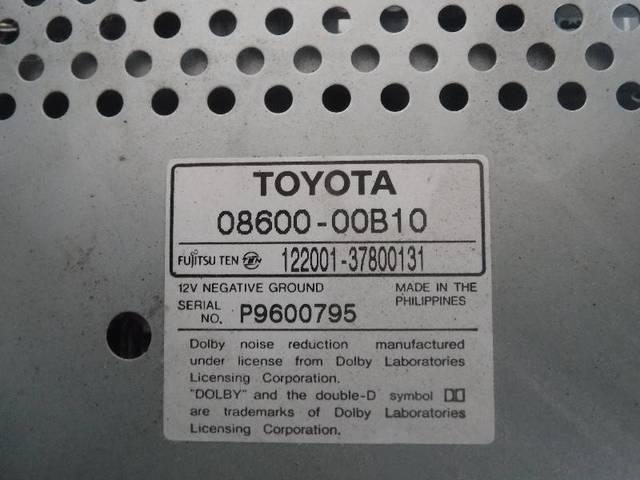 TOYOTA
08600-00B10
FUJITSU TEN TEN 122001-37800131
12V NEGATIVE GROUND MADE IN THE PHILIPPINES
SERIAL NO. P9600795
Dolby noise reduction manufactured
under license from Dolby Laboratories
Licensing Corporation.
"DOLBY" and the double-D symbol
are trademarks of Dolby Laboratories
Licensing Corporation.